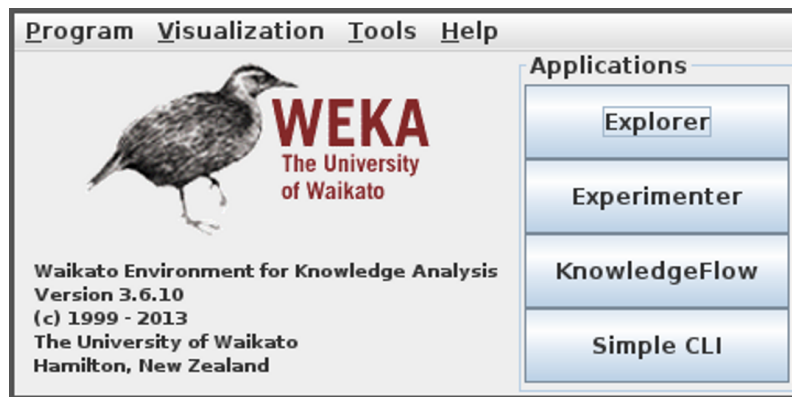 Program Visualization Tools Help
WEKA
The University
of Waikato
Waikato Environment for Knowledge Analysis
Version 3.6.10
(c) 1999 - 2013
The University of Waikato
Hamilton, New Zealand
Applications
Explorer
Experimenter
KnowledgeFlow
Simple CLI